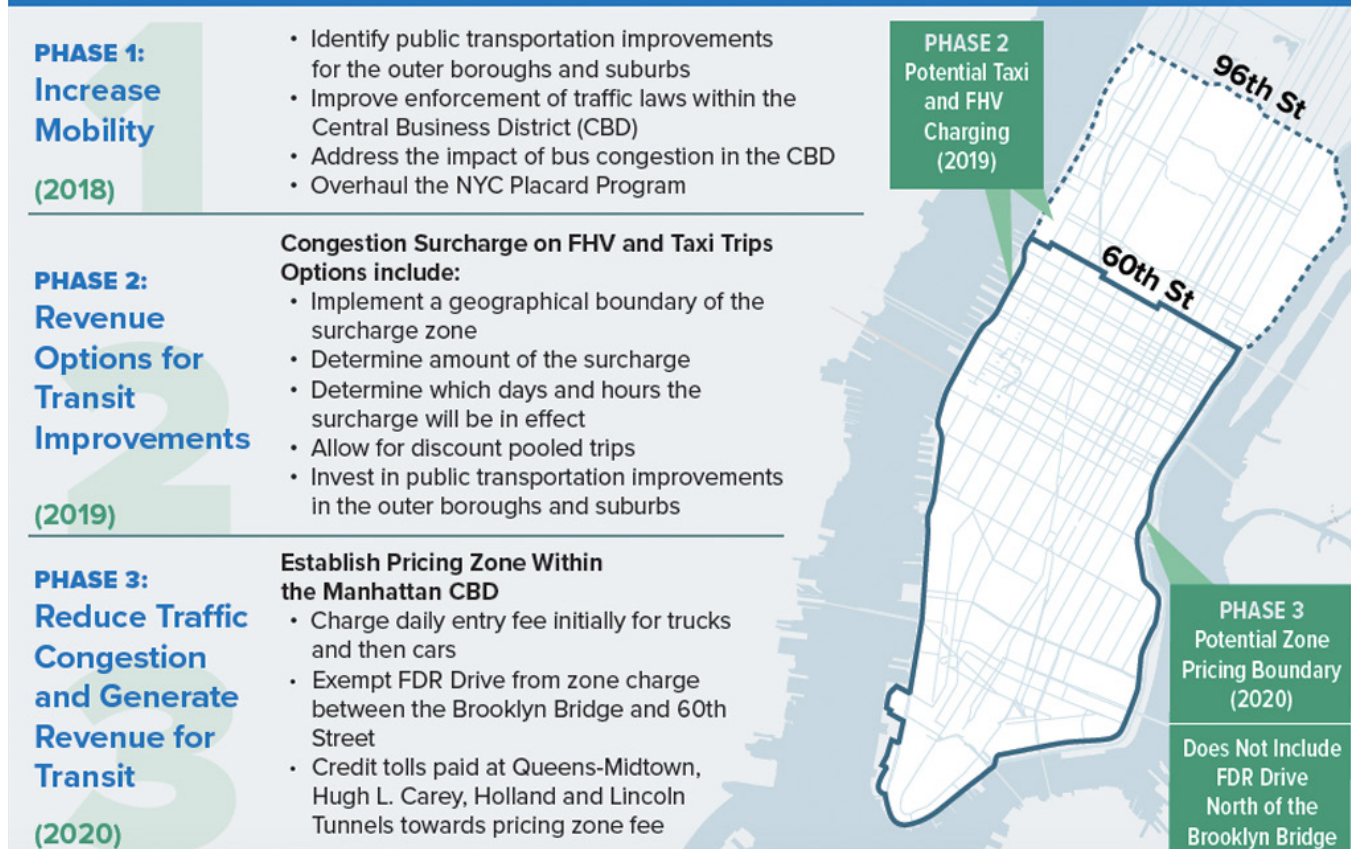 PHASE 1:
Increase
Mobility
(2018)
• Identify public transportation improvements
for the outer boroughs and suburbs
• Improve enforcement of traffic laws within the
Central Business District (CBD)
• Address the impact of bus congestion in the CBD
• Overhaul the NYC Placard Program
PHASE 2:
Revenue
Options for
Transit
Improvements
(2019)
Congestion Surcharge on FHV and Taxi Trips
Options include:
• Implement a geographical boundary of the
surcharge zone
• Determine amount of the surcharge
• Determine which days and hours the
surcharge will be in effect
• Allow for discount pooled trips
• Invest in public transportation improvements
in the outer boroughs and suburbs
PHASE 3:
Reduce Traffic
Congestion
and Generate
Revenue for
Transit
(2020)
Establish Pricing Zone Within
the Manhattan CBD
• Charge daily entry fee initially for trucks
and then cars
• Exempt FDR Drive from zone charge
between the Brooklyn Bridge and 60th
Street
• Credit tolls paid at Queens-Midtown,
Hugh L. Carey, Holland and Lincoln
Tunnels towards pricing zone fee
1
2
3
PHASE 2
Potential Taxi
and FHV
Charging
(2019)
96th St
60th St
PHASE 3
Potential Zone
Pricing Boundary
(2020)
Does Not Include
FDR Drive
North of the
Brooklyn Bridge